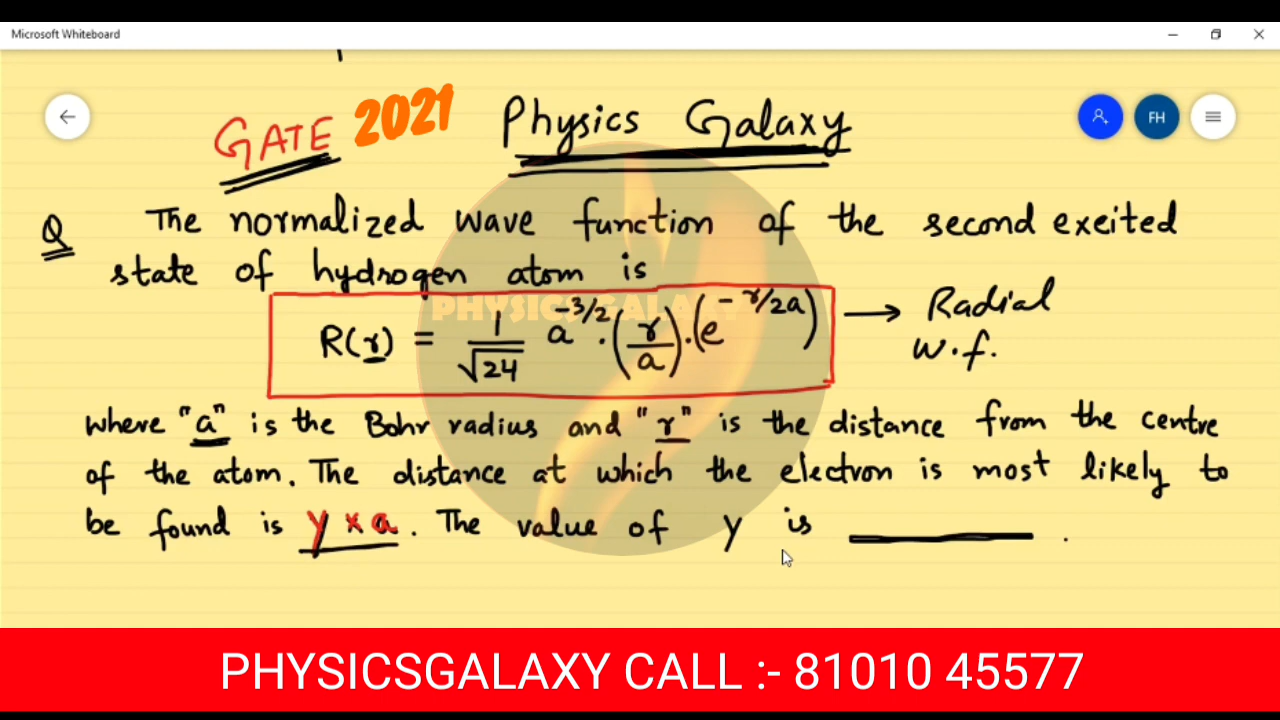 Microsoft Whiteboard
GATE 2021 Physics Galaxy
FH
Q The normalized wave function of the second excited
state of hydrogen atom is
PHYSICSGALAXY
R(r) = 1/√24 a^-3/2 . (r/a) . (e^-r/2a) → Radial
w.f.
where "a" is the Bohr radius and "r" is the distance from the centre
of the atom. The distance at which the electron is most likely to
be found is y × a. The value of y is ______ .
PHYSICSGALAXY CALL :- 81010 45577